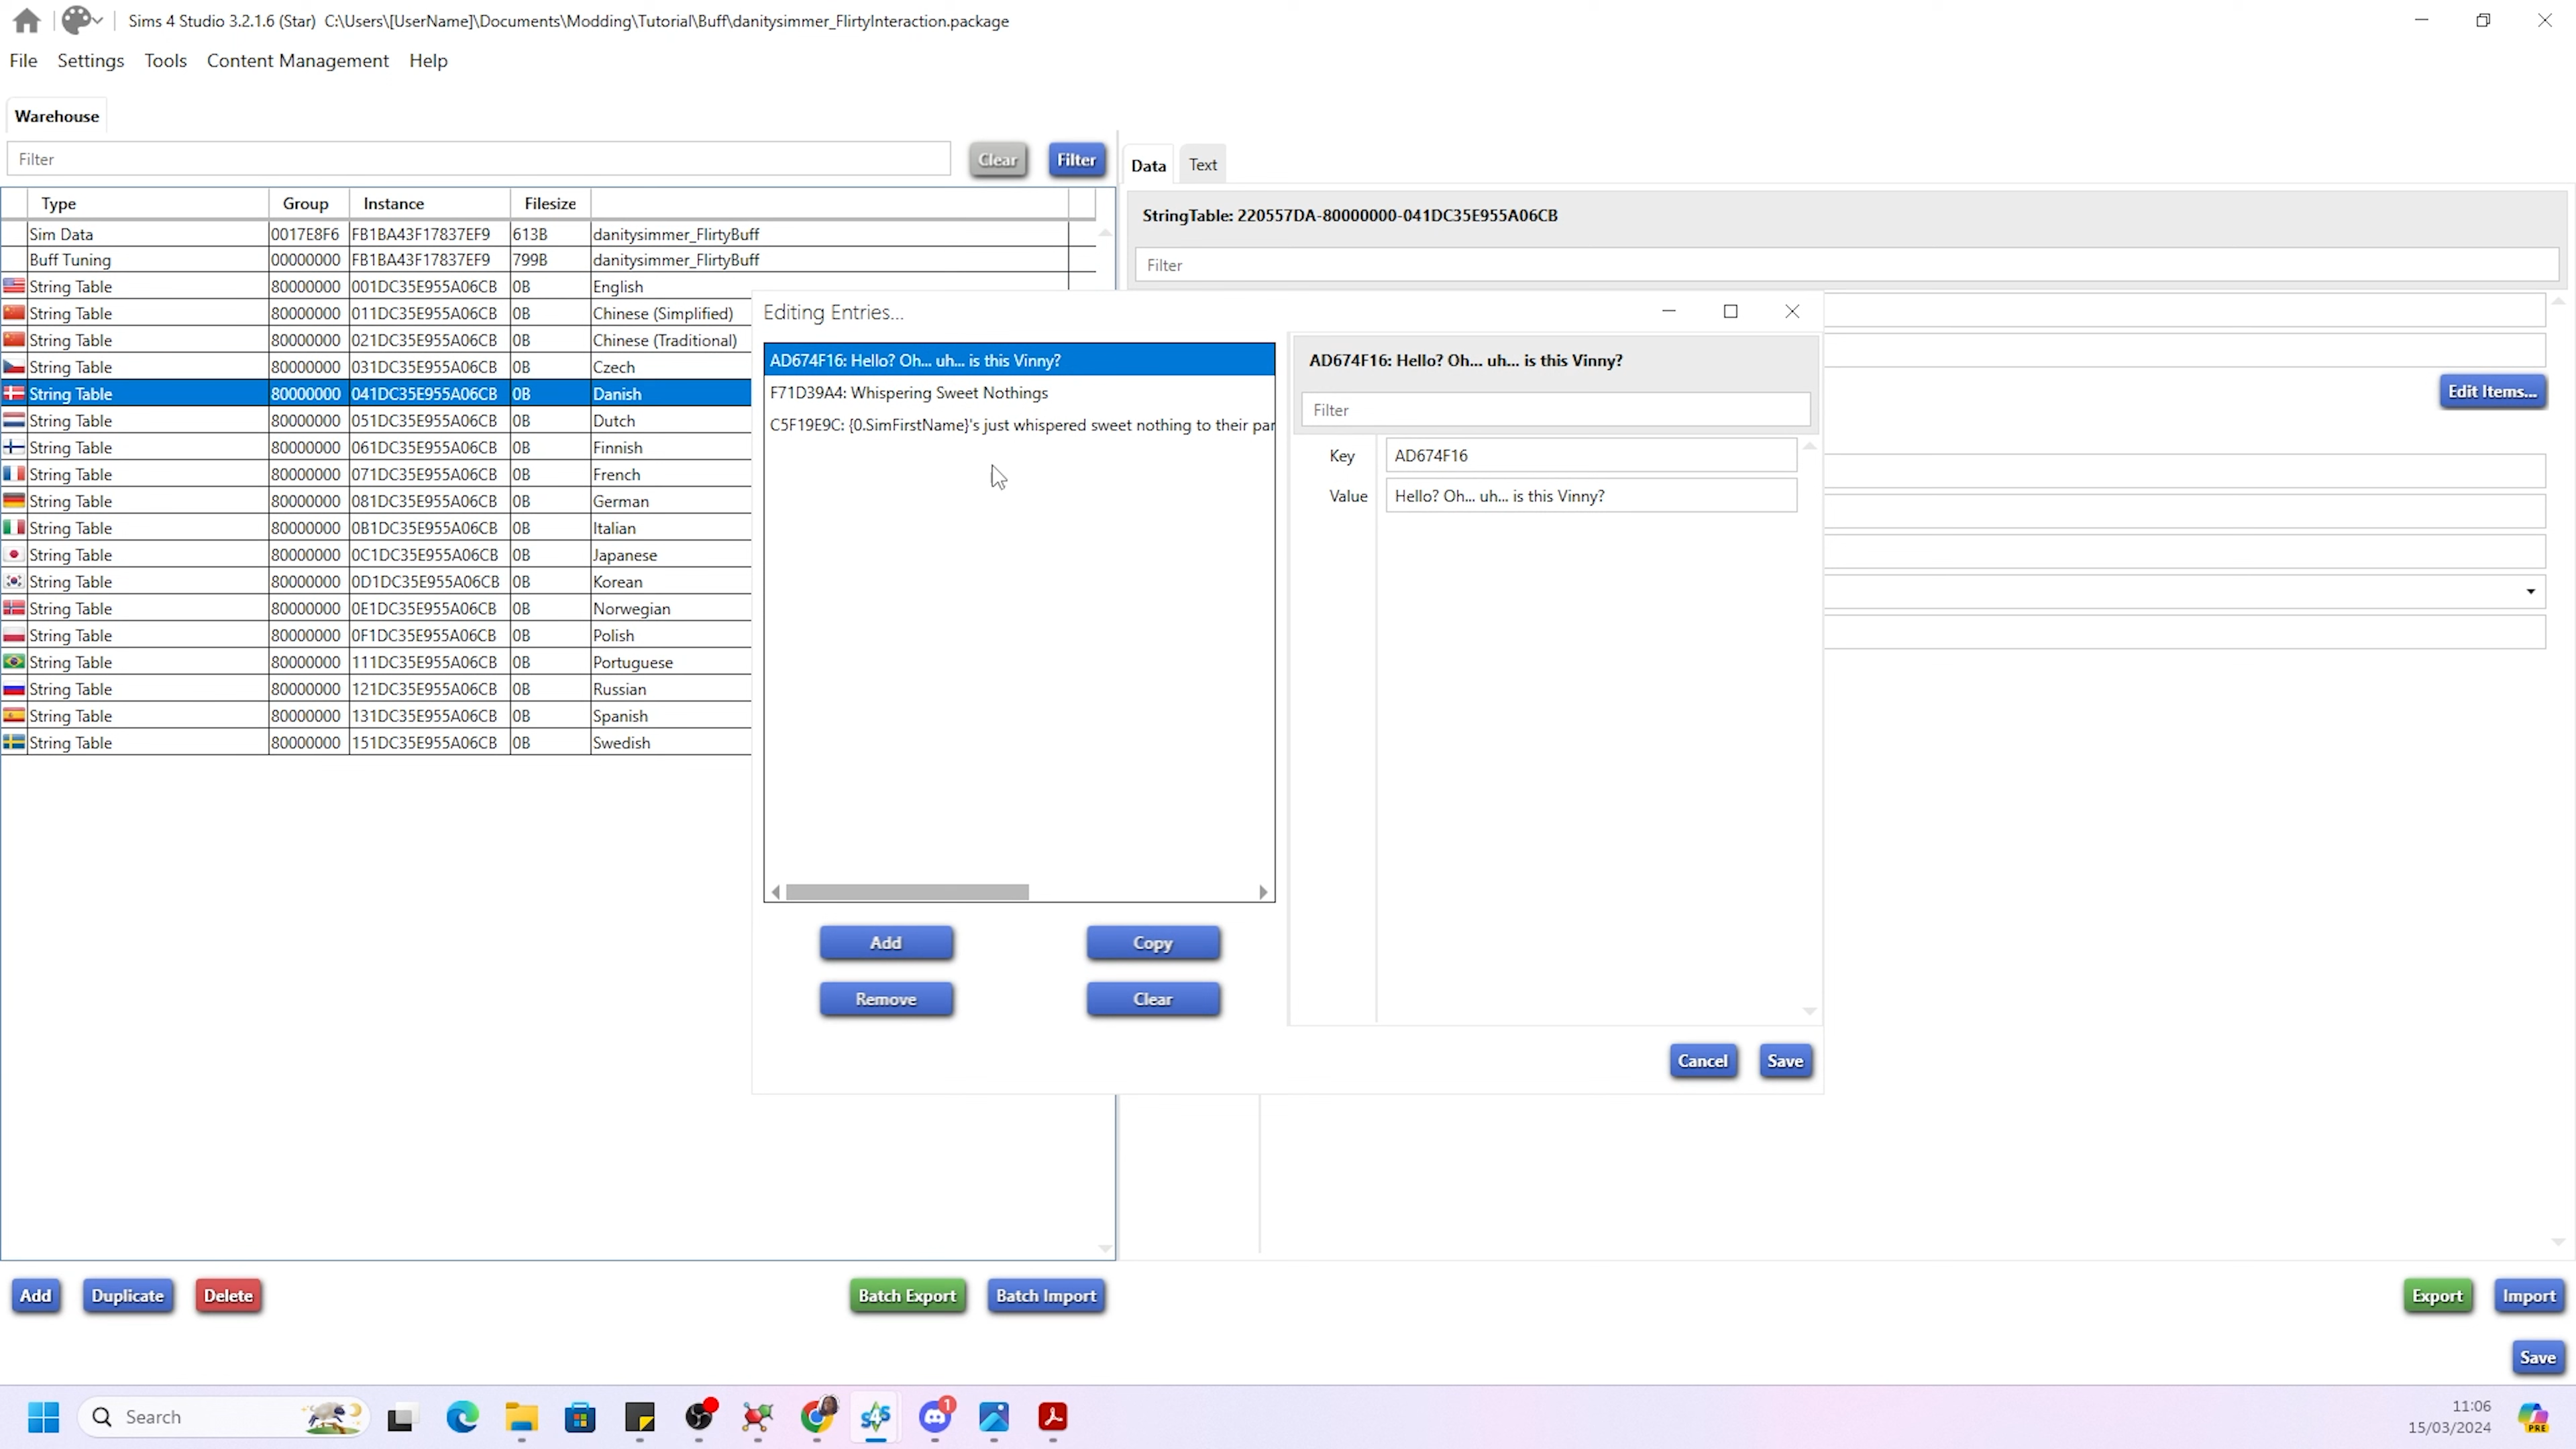 Sims 4 Studio 3.2.1.6 (Star) C:\Users\[UserName]\Documents\Modding\Tutorial\Buff\danitysimmer_FlirtyInteraction.package
File Settings Tools Content Management Help
Warehouse
Filter Clear Filter
Data Text
Type Group Instance Filesize
StringTable: 220557DA-80000000-041DC35E955A06CB
Filter
Sim Data 0017E8F6 FB1BA43F17837EF9 613B danitysimmer_FlirtyBuff
Buff Tuning 00000000 FB1BA43F17837EF9 799B danitysimmer_FlirtyBuff
String Table 80000000 001DC35E955A06CB 0B English
String Table 80000000 011DC35E955A06CB 0B Chinese (Simplified)
String Table 80000000 021DC35E955A06CB 0B Chinese (Traditional)
String Table 80000000 031DC35E955A06CB 0B Czech
String Table 80000000 041DC35E955A06CB 0B Danish
String Table 80000000 051DC35E955A06CB 0B Dutch
String Table 80000000 061DC35E955A06CB 0B Finnish
String Table 80000000 071DC35E955A06CB 0B French
String Table 80000000 081DC35E955A06CB 0B German
String Table 80000000 0B1DC35E955A06CB 0B Italian
String Table 80000000 0C1DC35E955A06CB 0B Japanese
String Table 80000000 0D1DC35E955A06CB 0B Korean
String Table 80000000 0E1DC35E955A06CB 0B Norwegian
String Table 80000000 0F1DC35E955A06CB 0B Polish
String Table 80000000 111DC35E955A06CB 0B Portuguese
String Table 80000000 121DC35E955A06CB 0B Russian
String Table 80000000 131DC35E955A06CB 0B Spanish
String Table 80000000 151DC35E955A06CB 0B Swedish
Editing Entries...
AD674F16: Hello? Oh... uh... is this Vinny?
F71D39A4: Whispering Sweet Nothings
C5F19E9C: {0.SimFirstName}'s just whispered sweet nothing to their par
AD674F16: Hello? Oh... uh... is this Vinny?
Filter
Key AD674F16
Value Hello? Oh... uh... is this Vinny?
Edit Items...
Add Copy
Remove Clear
Cancel Save
Add Duplicate Delete Batch Export Batch Import Export Import
Save
Search
1
S4S
11:06
15/03/2024
PRE